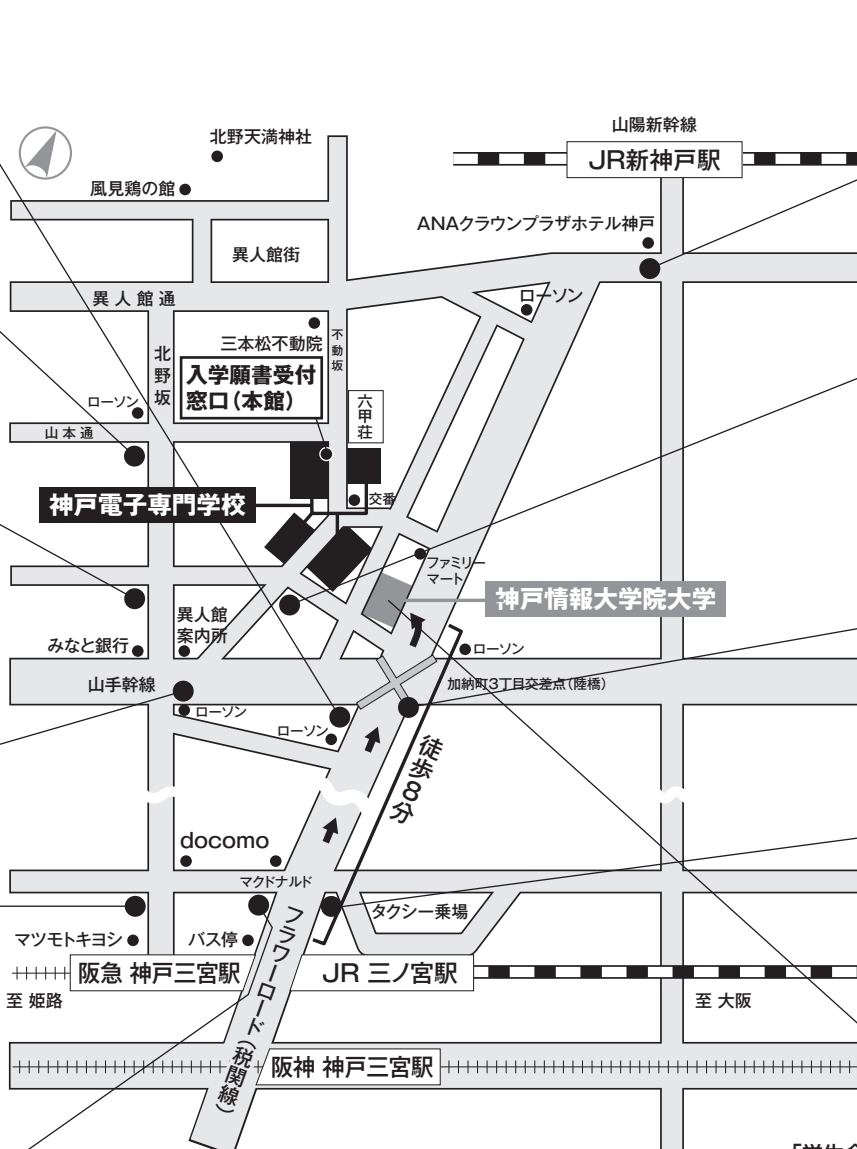 山陽新幹線
北野天満神社
JR新神戸駅
風見鶏の館
ANAクラウンプラザホテル神戸
異人館街
異人館通
ローソン
三本松不動院
不動坂
北野坂
入学願書受付
窓口(本館)
六甲荘
ローソン
山本通
神戸電子専門学校
交番
ファミリー
マート
神戸情報大学院大学
異人館
案内所
みなと銀行
ローソン
山手幹線
加納町3丁目交差点(陸橋)
ローソン
ローソン
徒歩8分
docomo
マクドナルド
フラワーロード(税関線)
タクシー乗場
マツモトキヨシ
バス停
阪急 神戸三宮駅
JR 三ノ宮駅
至 姫路
至 大阪
阪神 神戸三宮駅